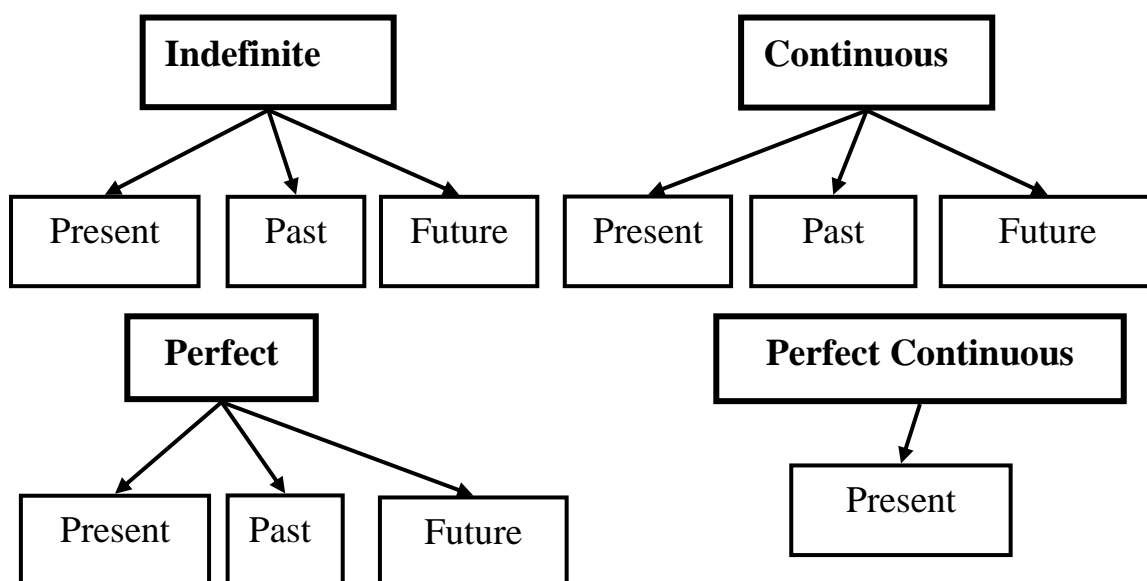 Indefinite
Continuous
Present
Past
Future
Present
Past
Future
Perfect
Perfect Continuous
Present
Past
Future
Present